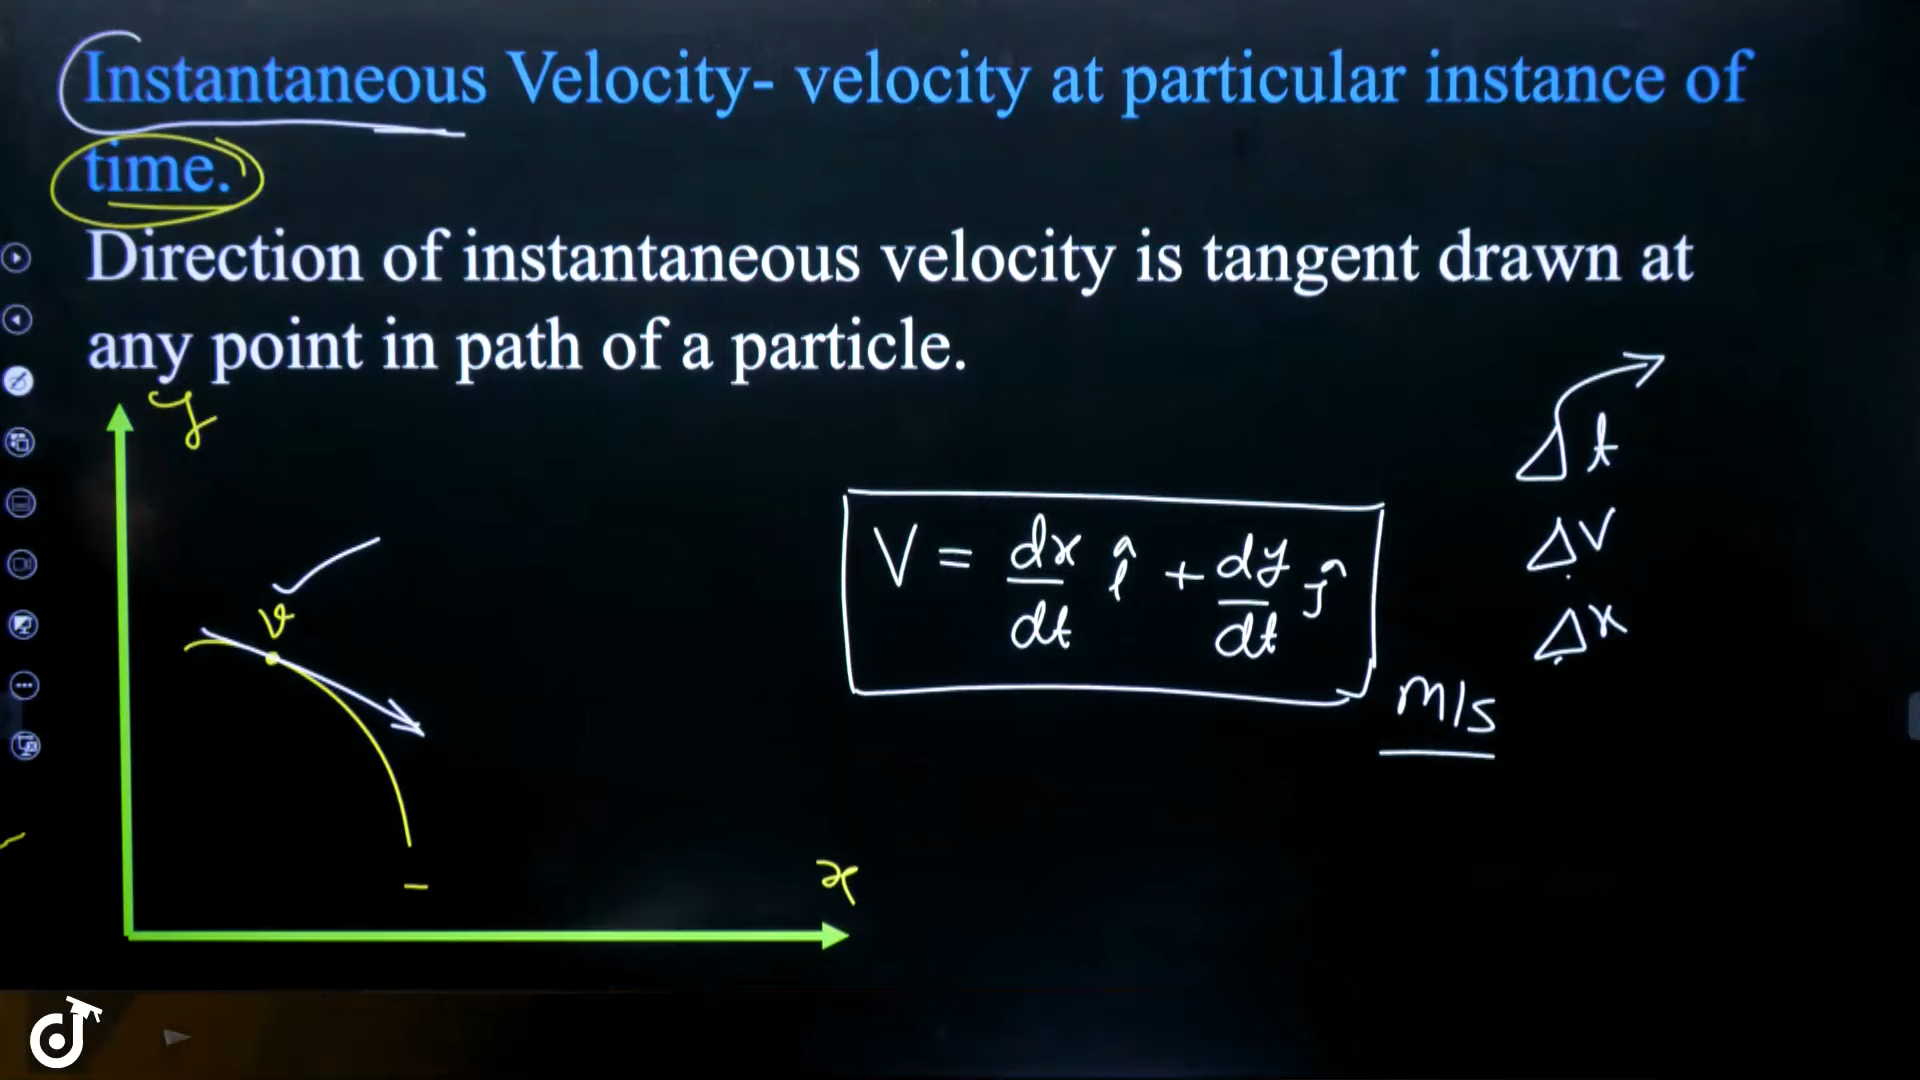 Instantaneous Velocity- velocity at particular instance of
time.
Direction of instantaneous velocity is tangent drawn at
any point in path of a particle.
y
v
x
V = dx/dt î + dy/dt ĵ
m/s
Δt
ΔV
Δx